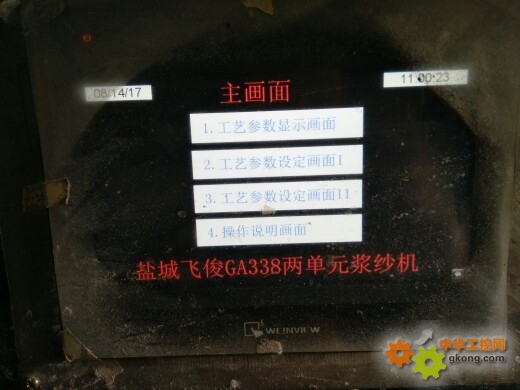 主画面
08/14/17
11:00:23
1.工艺参数显示画面
2.工艺参数设定画面I
3.工艺参数设定画面II
4.操作说明画面
盐城飞俊GA338两单元浆纱机
WEINVIEW
中华工控网
gkong.com